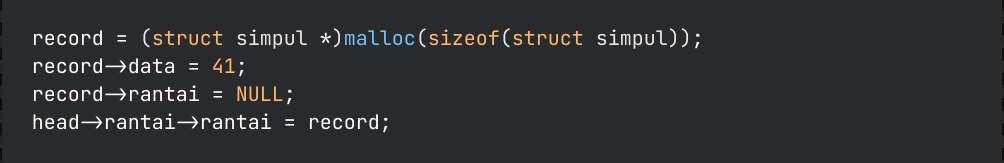 record = (struct simpul *)malloc(sizeof(struct simpul));
record->data = 41;
record->rantai = NULL;
head->rantai->rantai = record;